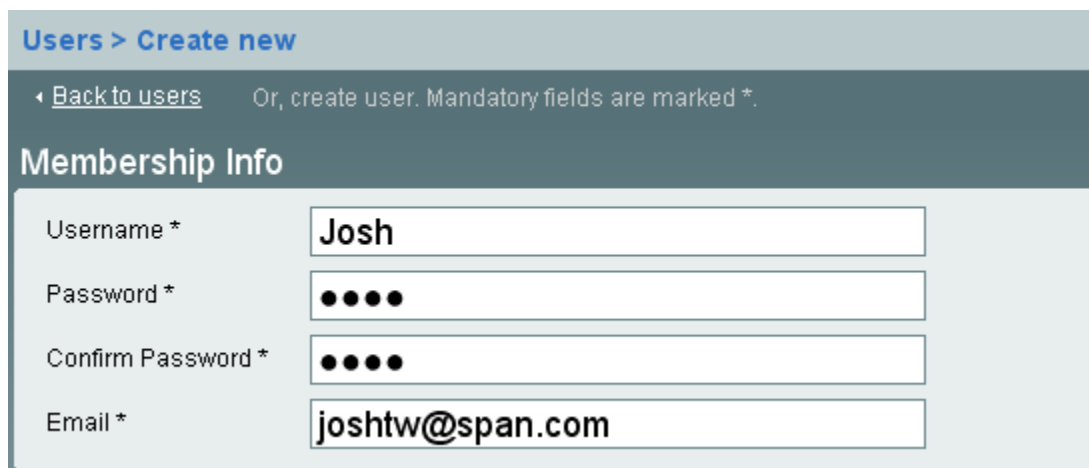 Users > Create new
Back to users Or, create user. Mandatory fields are marked *.
Membership Info
Username * Josh
Password * ●●●●
Confirm Password * ●●●●
Email * joshtw@span.com